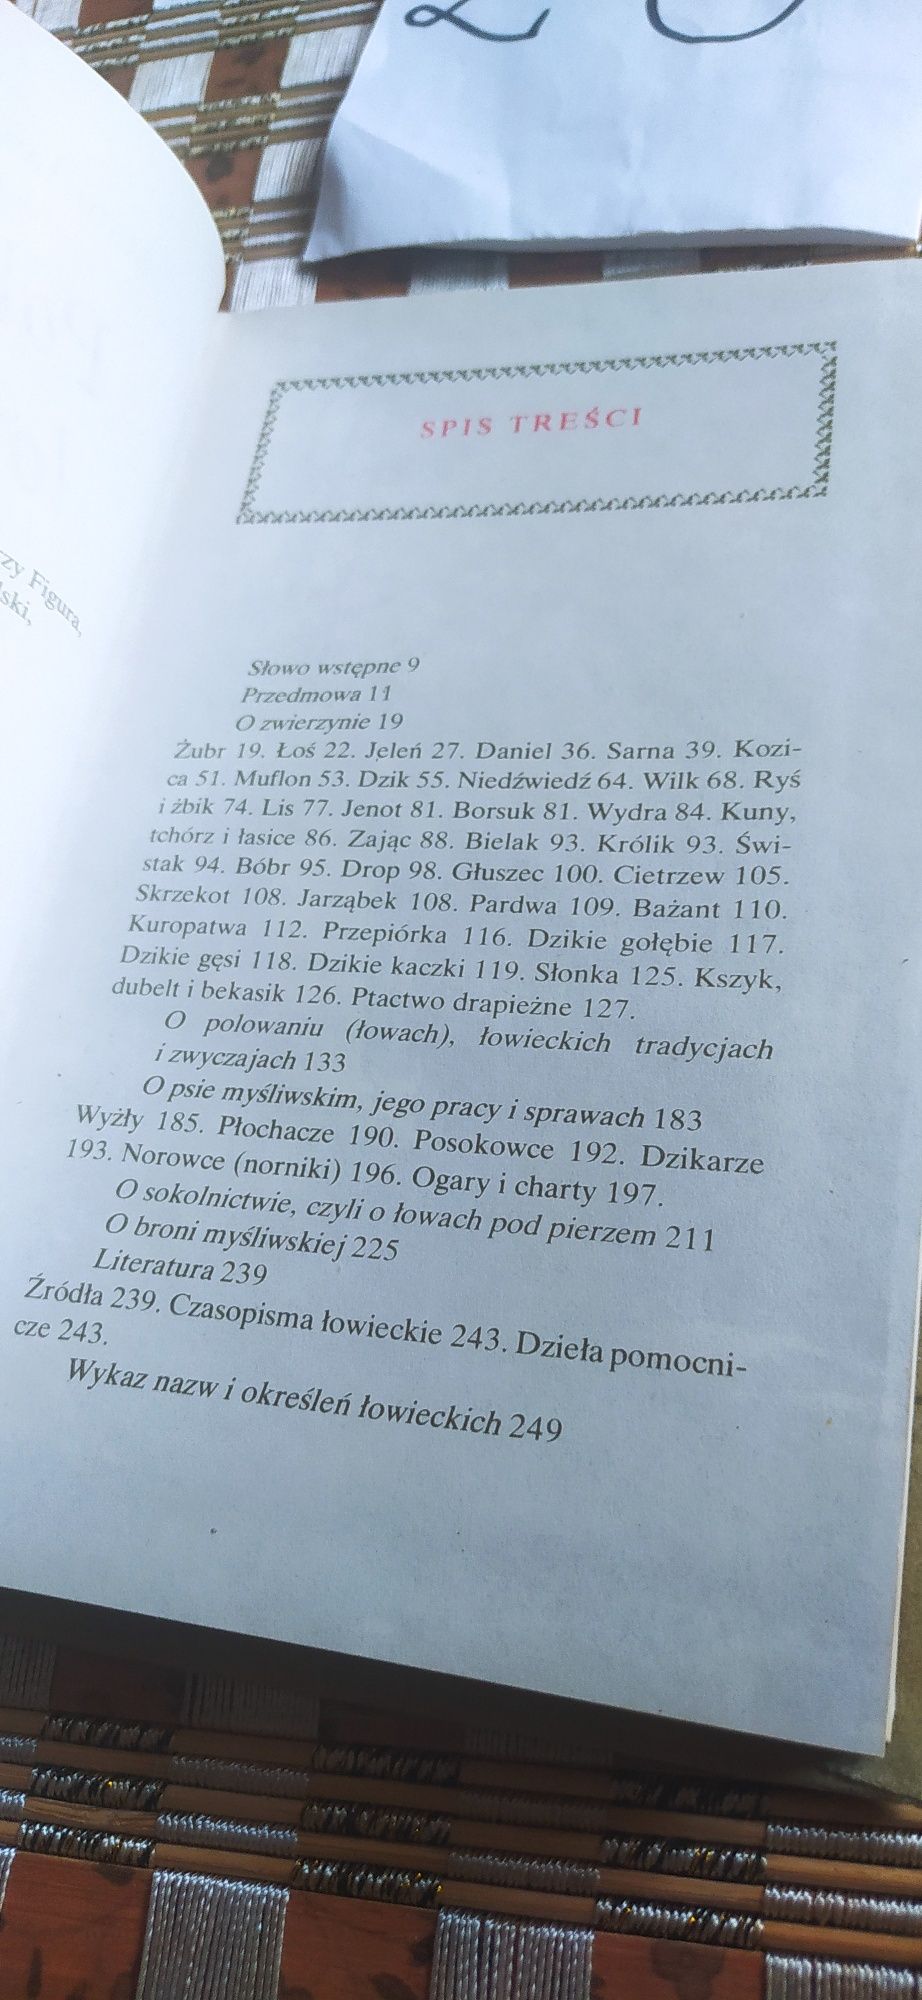 zy Figura,
ski,
SPIS TREŚCI
Słowo wstępne 9
Przedmowa 11
O zwierzynie 19
Żubr 19. Łoś 22. Jeleń 27. Daniel 36. Sarna 39. Kozi-
ca 51. Muflon 53. Dzik 55. Niedźwiedź 64. Wilk 68. Ryś
i żbik 74. Lis 77. Jenot 81. Borsuk 81. Wydra 84. Kuny,
tchórz i łasice 86. Zając 88. Bielak 93. Królik 93. Świ-
stak 94. Bóbr 95. Drop 98. Głuszec 100. Cietrzew 105.
Skrzekot 108. Jarząbek 108. Pardwa 109. Bażant 110.
Kuropatwa 112. Przepiórka 116. Dzikie gołębie 117.
Dzikie gęsi 118. Dzikie kaczki 119. Słonka 125. Kszyk,
dubelt i bekasik 126. Ptactwo drapieżne 127.
O polowaniu (łowach), łowieckich tradycjach
i zwyczajach 133
O psie myśliwskim, jego pracy i sprawach 183
Wyżły 185. Płochacze 190. Posokowce 192. Dzikarze
193. Norowce (norniki) 196. Ogary i charty 197.
O sokolnictwie, czyli o łowach pod pierzem 211
O broni myśliwskiej 225
Literatura 239
Źródła 239. Czasopisma łowieckie 243. Dzieła pomocni-
cze 243.
Wykaz nazw i określeń łowieckich 249